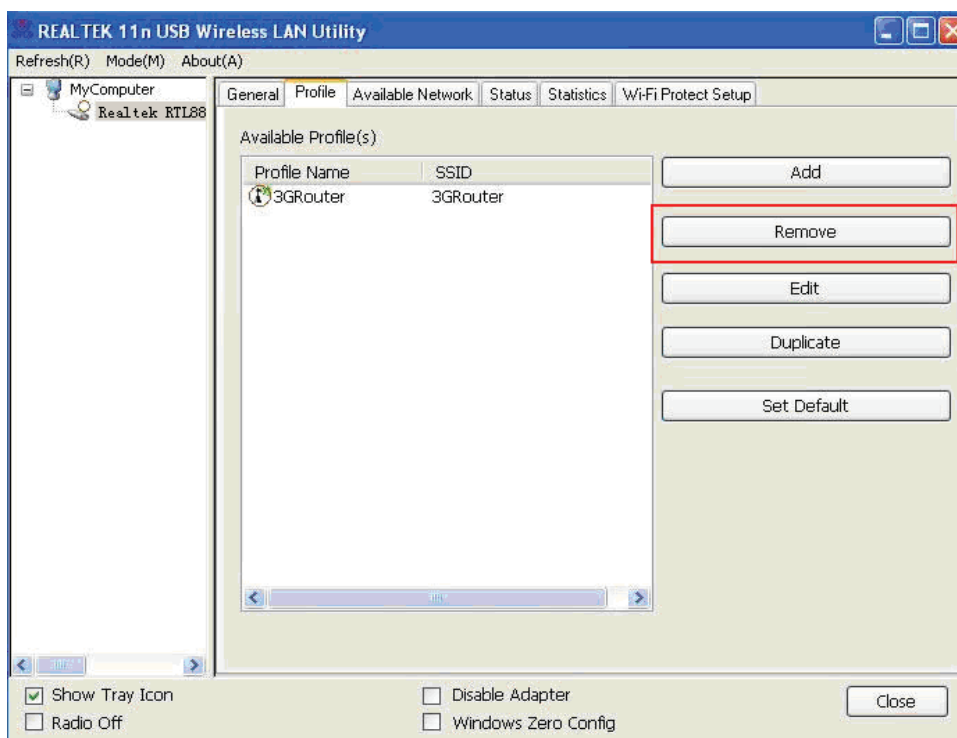 REALTEK 11n USB Wireless LAN Utility
Refresh(R) Mode(M) About(A)
MyComputer
Realtek RTL88
General Profile Available Network Status Statistics Wi-Fi Protect Setup
Available Profile(s)
Profile Name SSID
3GRouter 3GRouter
Add
Remove
Edit
Duplicate
Set Default
Show Tray Icon
Radio Off
Disable Adapter
Windows Zero Config
Close